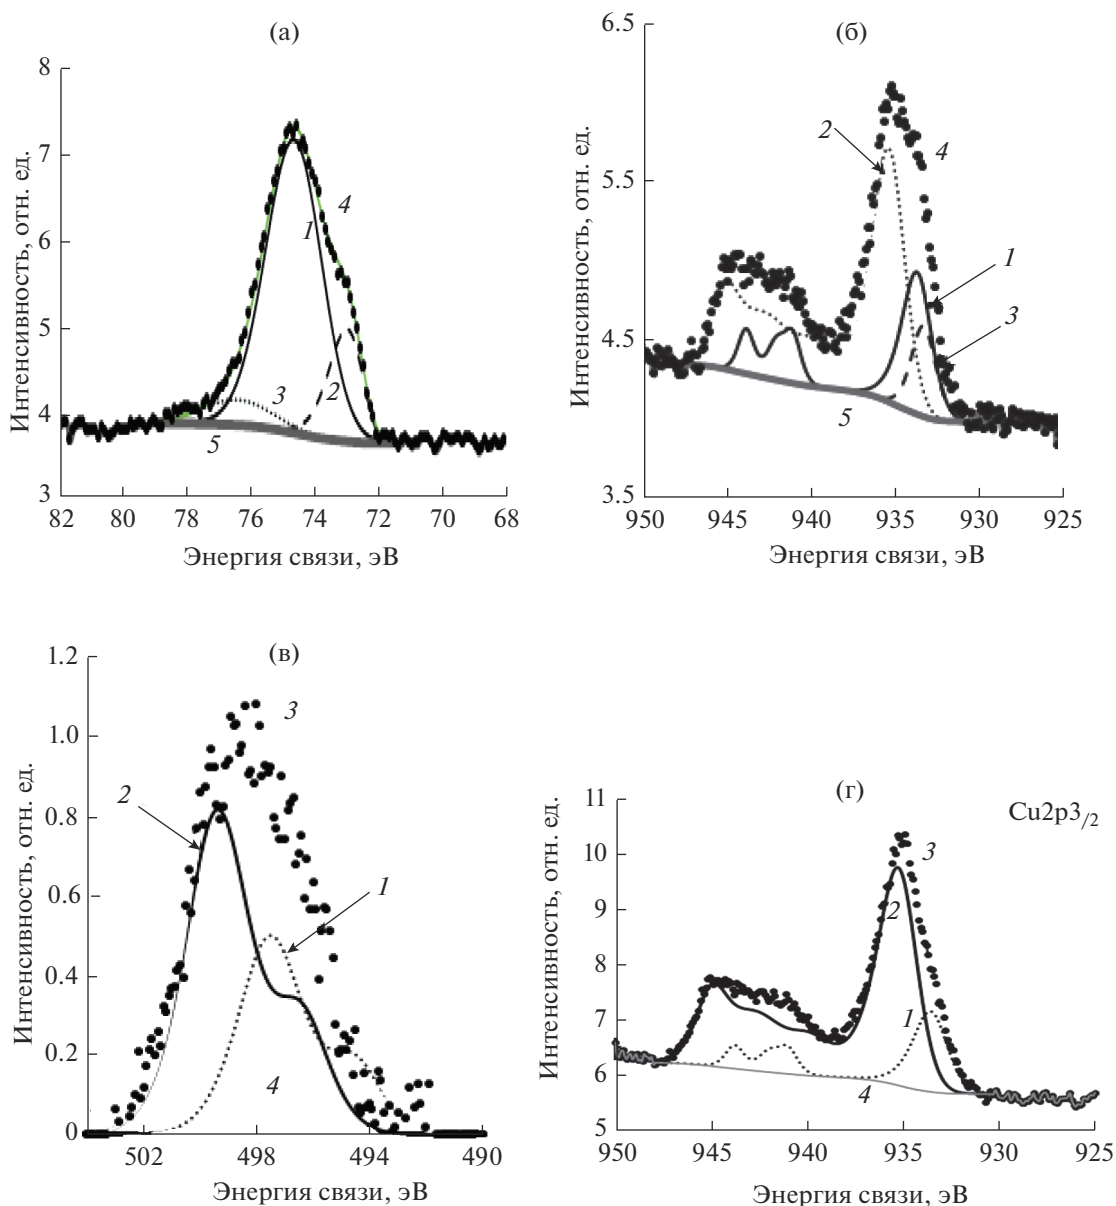 (а)
8
7
6
5
4
3
82 80 78 76 74 72 70 68
Интенсивность, отн. ед.
Энергия связи, эВ
4
1
3
2
5
(б)
6.5
5.5
4.5
3.5
950 945 940 935 930 925
Интенсивность, отн. ед.
Энергия связи, эВ
2
4
1
3
5
(в)
1.2
1.0
0.8
0.6
0.4
0.2
0
502 498 494 490
Интенсивность, отн. ед.
Энергия связи, эВ
3
2
1
4
(г)
Cu2p3/2
11
10
9
8
7
6
5
950 945 940 935 930 925
Интенсивность, отн. ед.
Энергия связи, эВ
3
2
1
4